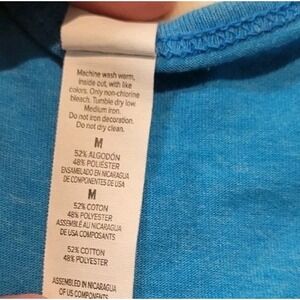 Machine wash warm,
inside out, with like
colors. Only non-chlorine
bleach. Tumble dry low.
Medium iron.
Do not iron decoration.
Do not dry clean.
M
52% ALGODÓN
48% POLIÉSTER
ENSAMBLADO EN NICARAGUA
DE COMPONENTES DE USA
M
52% COTON
48% POLYESTER
ASSEMBLÉ AU NICARAGUA
DE USA COMPOSANTS
52% COTTON
48% POLYESTER
ASSEMBLED IN NICARAGUA
OF US COMPONENTS